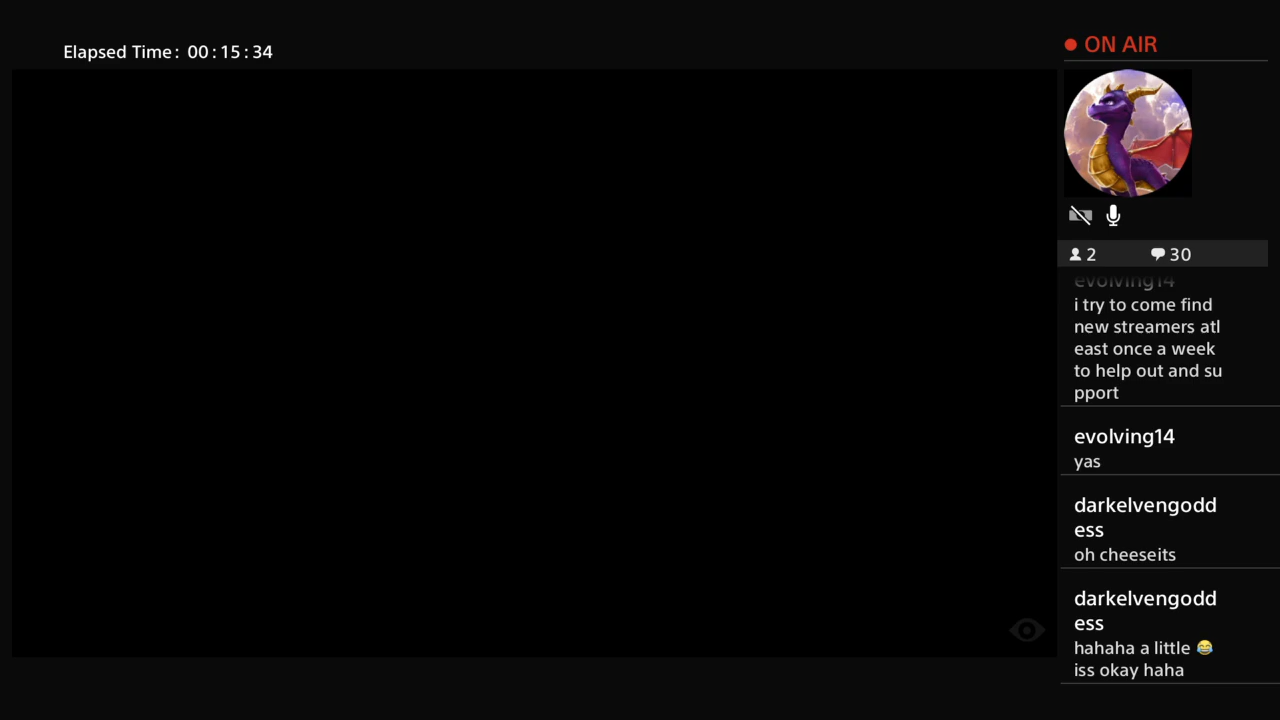 Elapsed Time: 00:15:34
ON AIR
2 30
evolving14
i try to come find
new streamers atl
east once a week
to help out and su
pport
evolving14
yas
darkelvengodd
ess
oh cheeseits
darkelvengodd
ess
hahaha a little 😂
iss okay haha